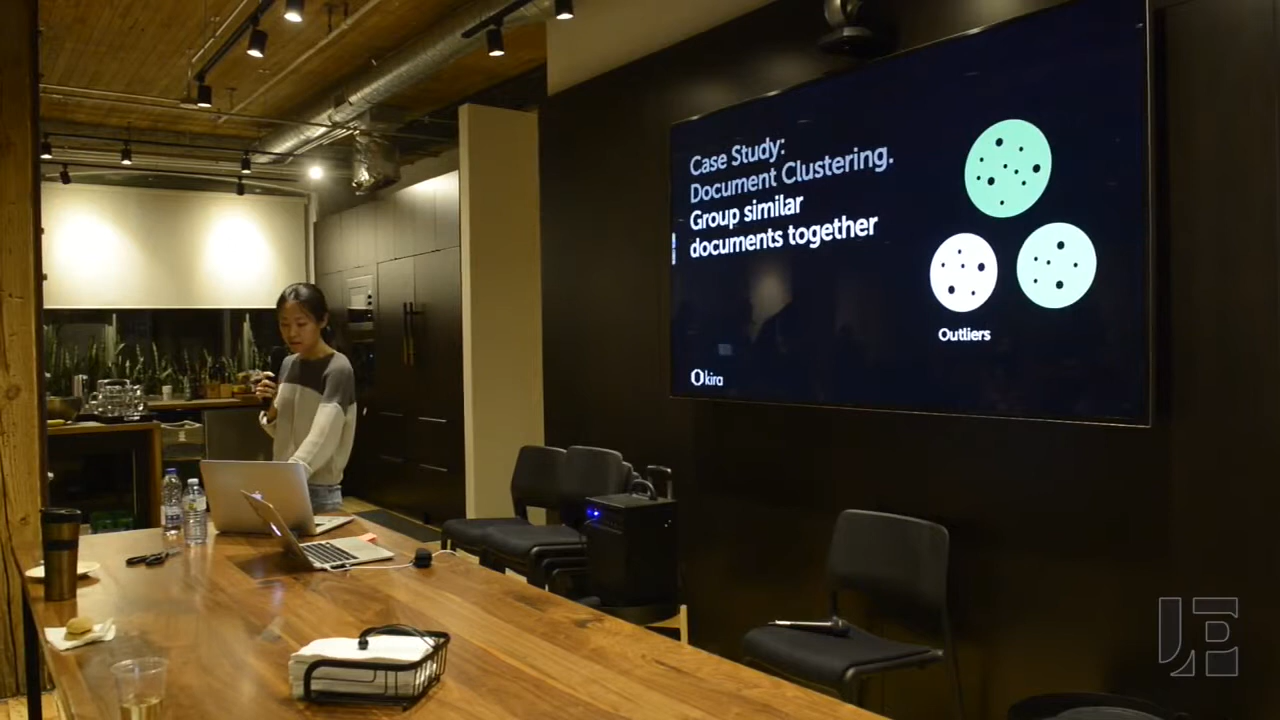 Case Study:
Document Clustering.
Group similar
documents together
Outliers
kira